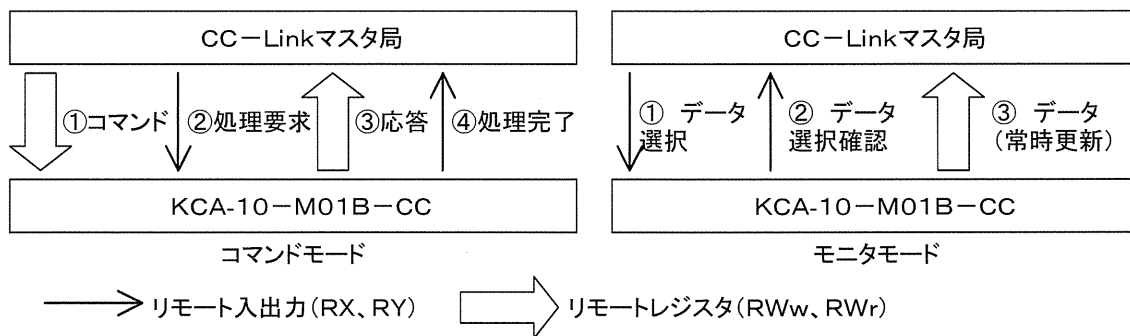 CC－Linkマスタ局
①コマンド
②処理要求
③応答
④処理完了
KCA-10－M01B－CC
コマンドモード
CC－Linkマスタ局
① データ
選択
② データ
選択確認
③ データ
（常時更新）
KCA-10－M01B－CC
モニタモード
リモート入出力（RX、RY）
リモートレジスタ（RWw、RWr）